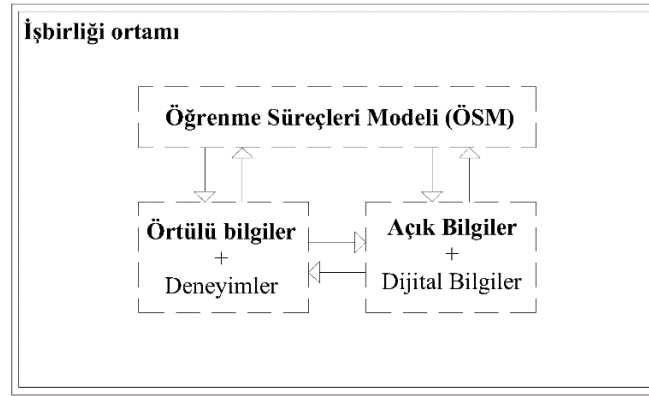 İşbirliği ortamı
Öğrenme Süreçleri Modeli (ÖSM)
Örtülü bilgiler
+
Deneyimler
Açık Bilgiler
+
Dijital Bilgiler